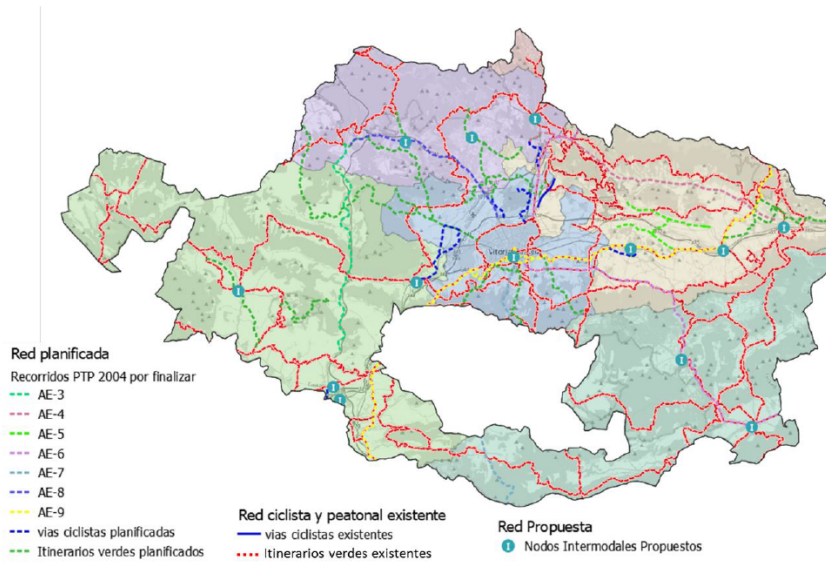 Vitoria
Red planificada
Recorridos PTP 2004 por finalizar
AE-3
AE-4
AE-5
AE-6
AE-7
AE-8
AE-9
vias ciclistas planificadas
Itinerarios verdes planificados
Red ciclista y peatonal existente
vias ciclistas existentes
Itinerarios verdes existentes
Red Propuesta
I Nodos Intermodales Propuestos